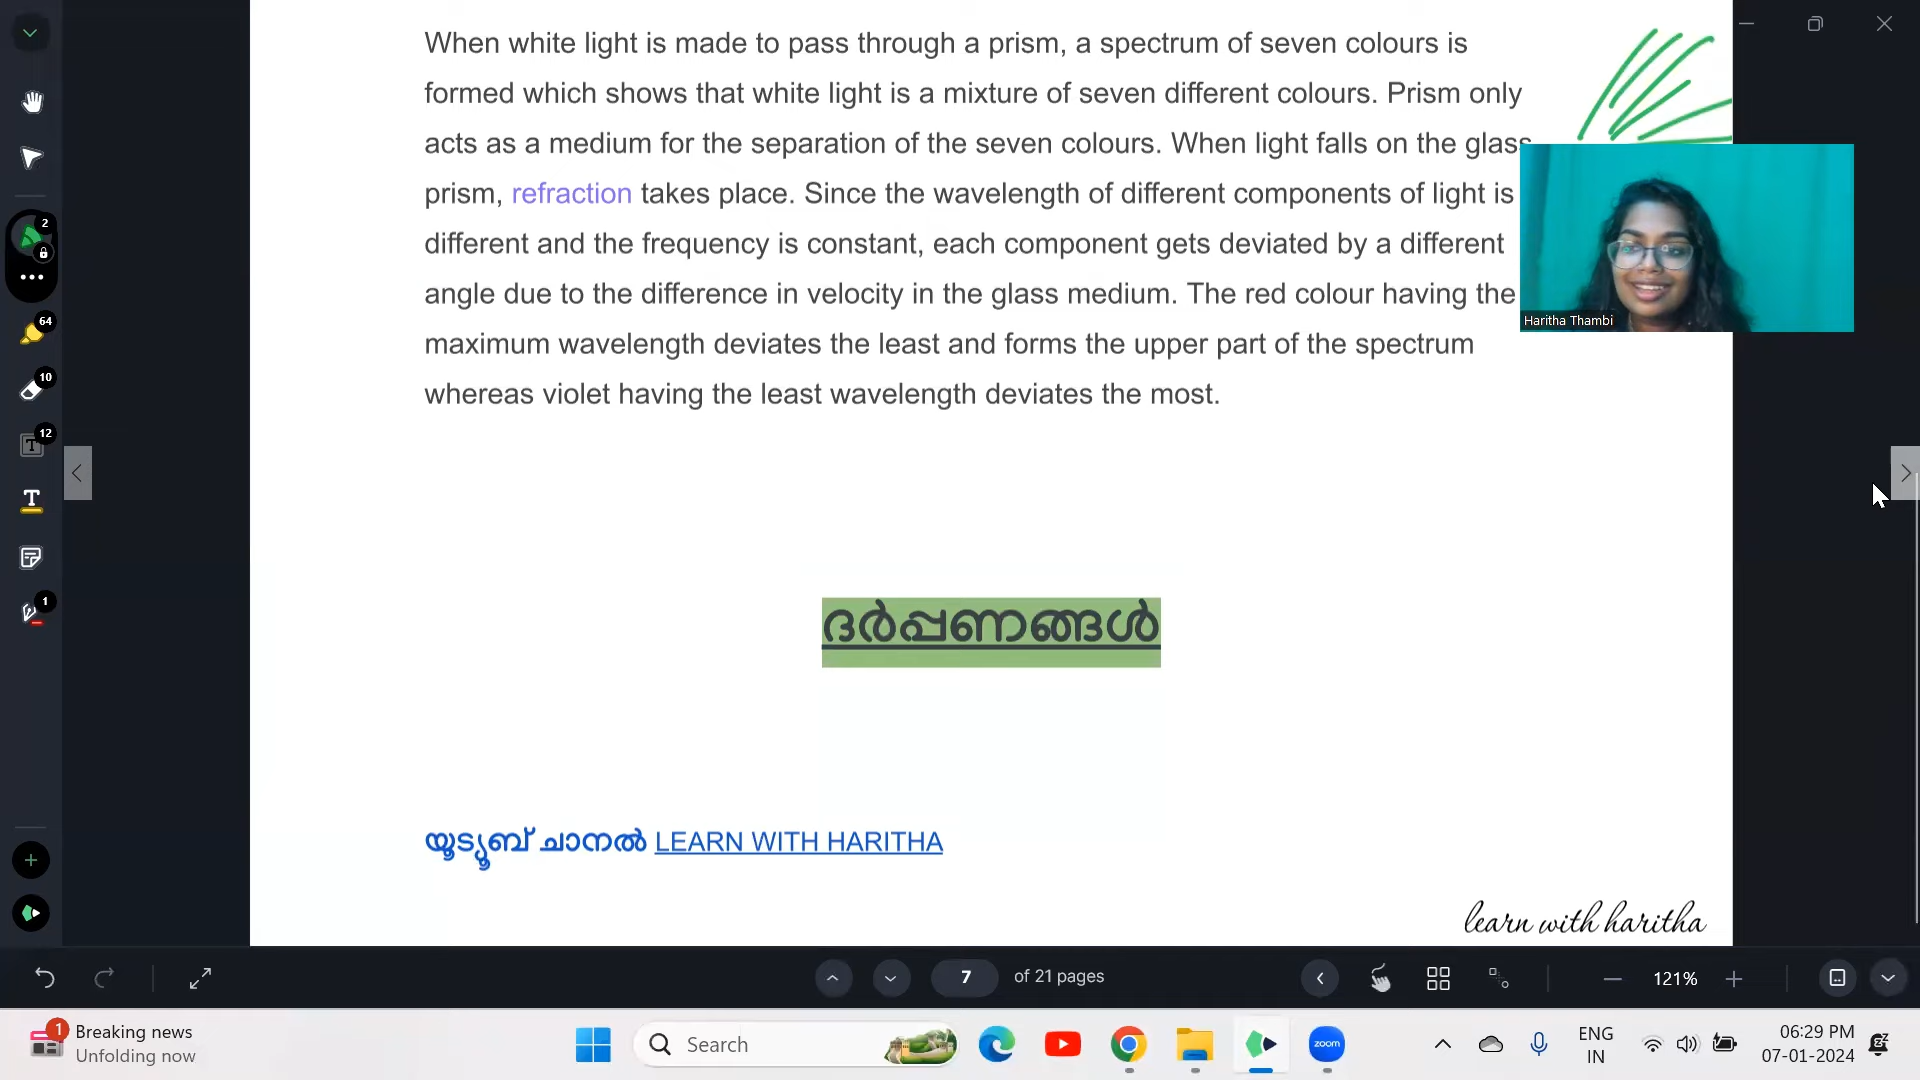 When white light is made to pass through a prism, a spectrum of seven colours is
formed which shows that white light is a mixture of seven different colours. Prism only
acts as a medium for the separation of the seven colours. When light falls on the glass
prism, refraction takes place. Since the wavelength of different components of light is
different and the frequency is constant, each component gets deviated by a different
angle due to the difference in velocity in the glass medium. The red colour having the
maximum wavelength deviates the least and forms the upper part of the spectrum
whereas violet having the least wavelength deviates the most.
Haritha Thambi
ദർപ്പണങ്ങൾ
യൂട്യൂബ് ചാനൽ LEARN WITH HARITHA
learn with haritha
2
64
10
12
1
7 of 21 pages
121%
1
Breaking news
Unfolding now
Search
zoom
ENG
IN
06:29 PM
07-01-2024